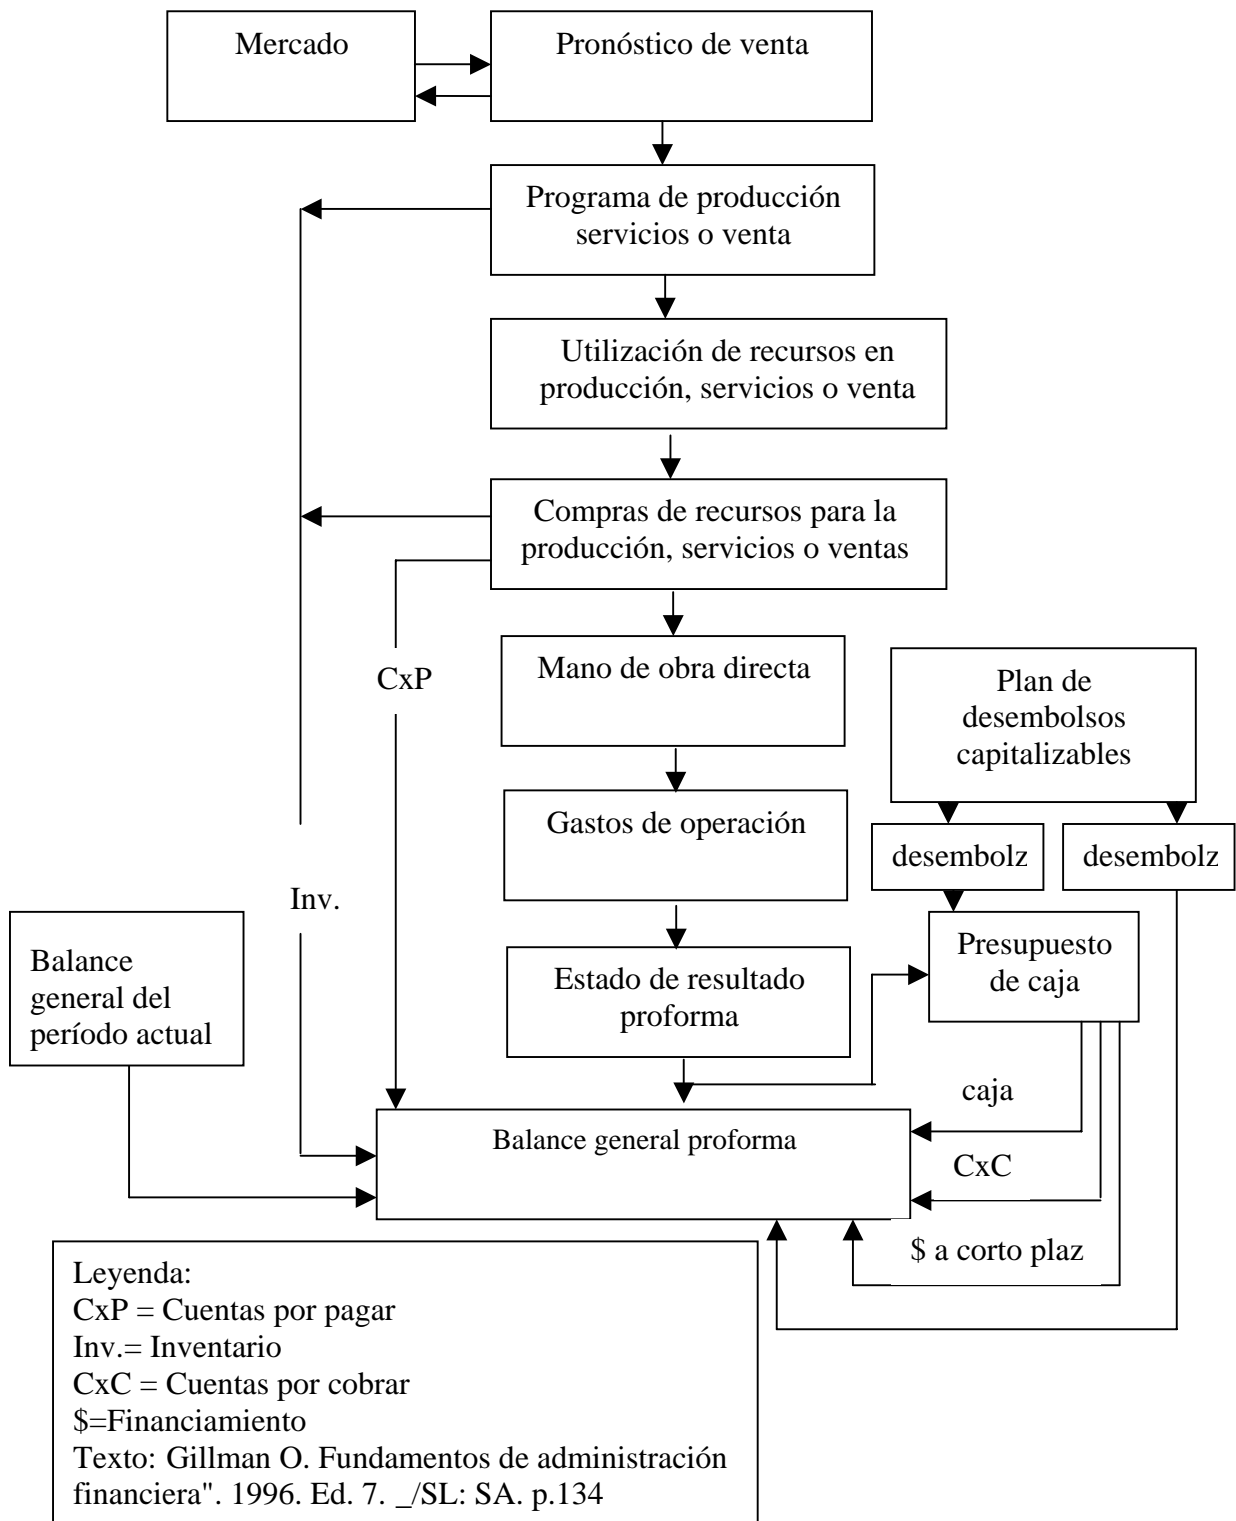 Mercado
Pronóstico de venta
Programa de producción
servicios o venta
Utilización de recursos en
producción, servicios o venta
Compras de recursos para la
producción, servicios o ventas
CxP
Mano de obra directa
Plan de
desembolsos
capitalizables
Gastos de operación
desembolz
desembolz
Inv.
Balance
general del
período actual
Estado de resultado
proforma
Presupuesto
de caja
caja
Balance general proforma
CxC
$ a corto plaz
Leyenda:
CxP = Cuentas por pagar
Inv.= Inventario
CxC = Cuentas por cobrar
$=Financiamiento
Texto: Gillman O. Fundamentos de administración
financiera". 1996. Ed. 7. _/SL: SA. p.134